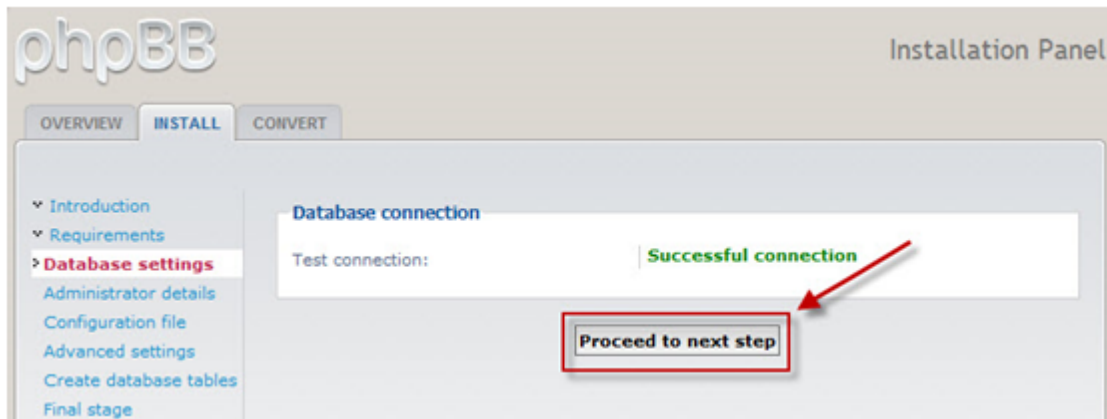 phpBB
Installation Panel
OVERVIEW INSTALL CONVERT
Introduction
Requirements
Database settings
Administrator details
Configuration file
Advanced settings
Create database tables
Final stage
Database connection
Test connection: Successful connection
Proceed to next step